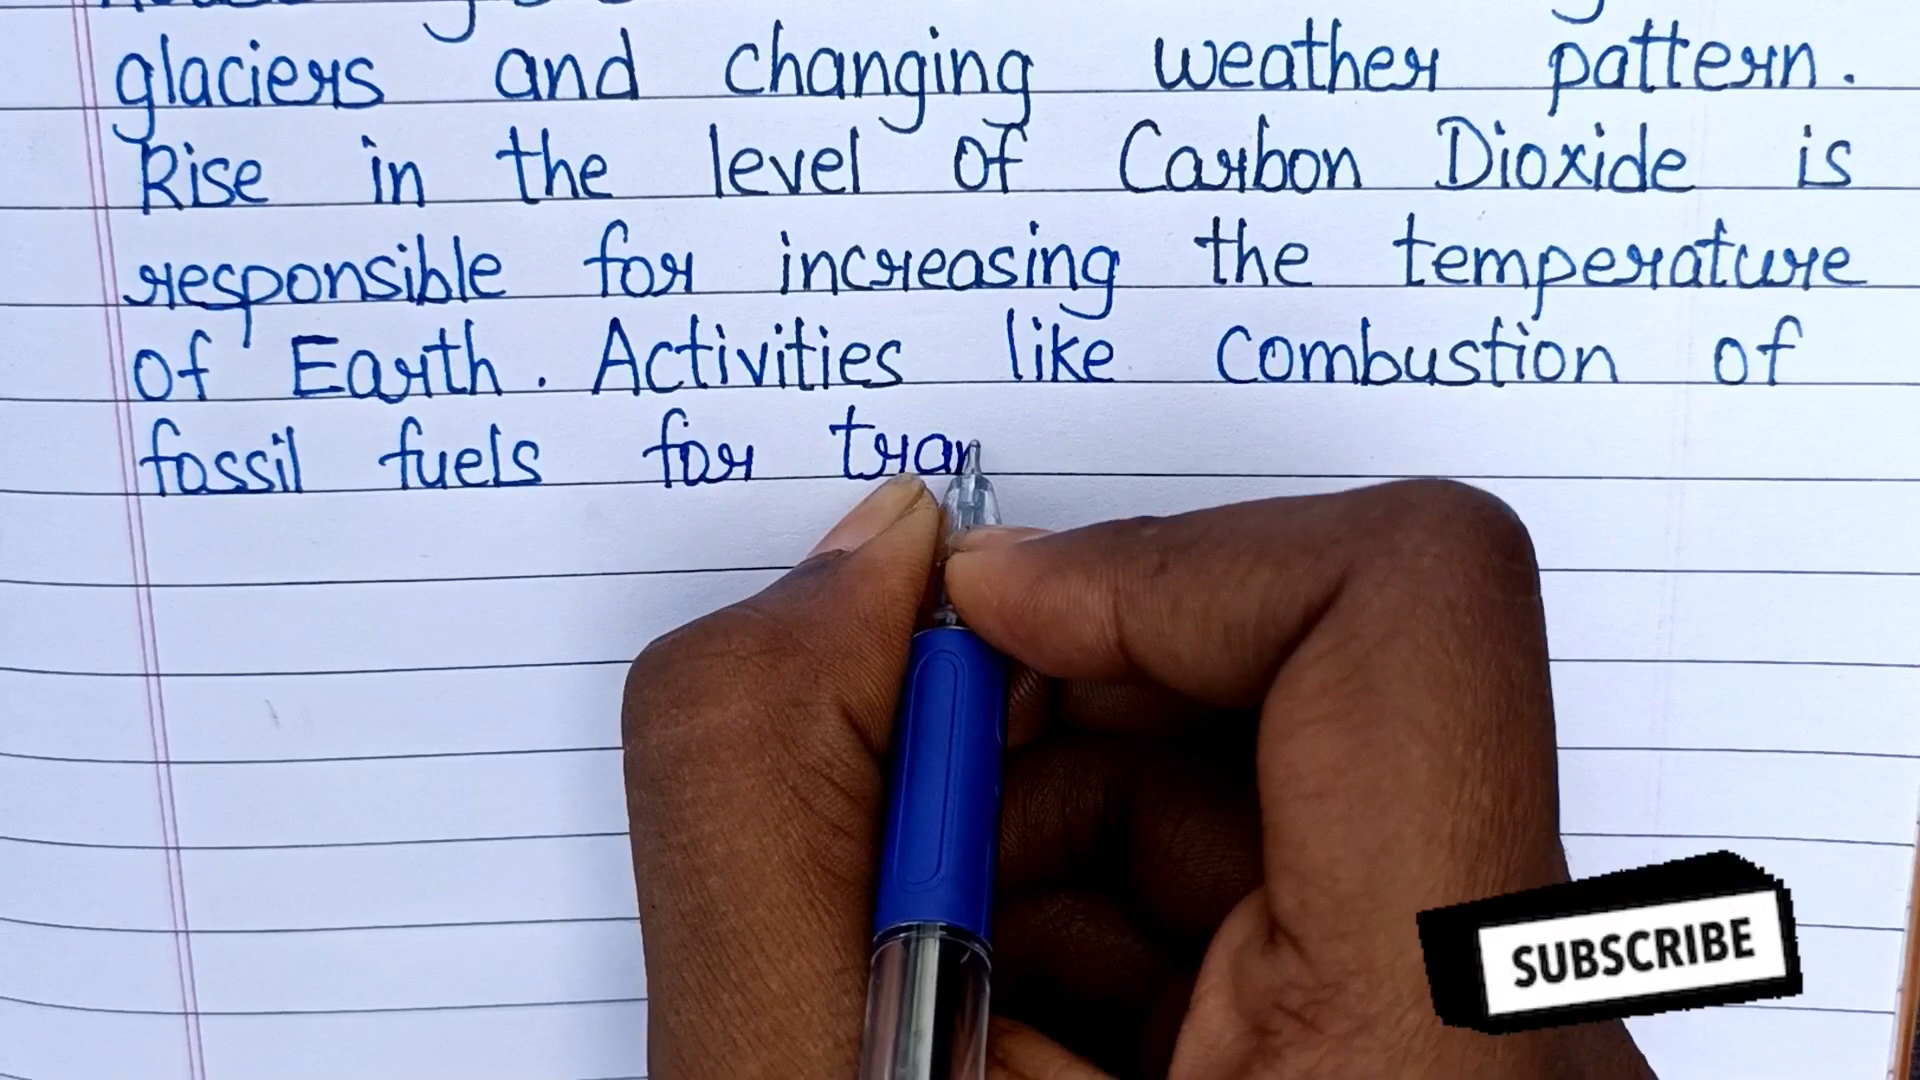 glaciers and changing weather pattern.
Rise in the level of Carbon Dioxide is
responsible for increasing the temperature
of Earth. Activities like combustion of
fossil fuels for tran
SUBSCRIBE